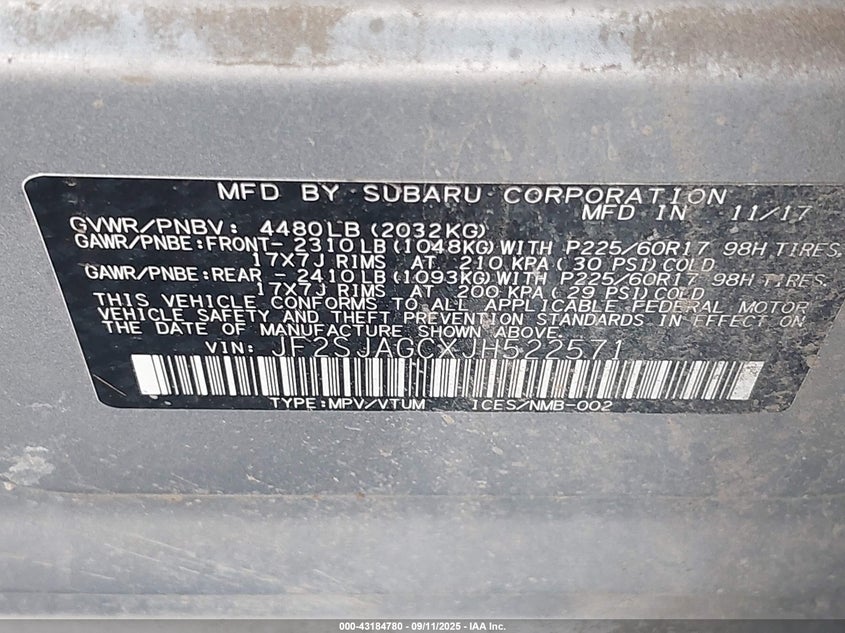 MFD BY SUBARU CORPORATION
MFD IN 11/17
GVWR/PNBV: 4480LB(2032KG)
GAWR/PNBE:FRONT- 2310LB(1048KG)WITH P225/60R17 98H TIRES,
17X7J RIMS AT 210 KPA(30 PSI)COLD
GAWR/PNBE:REAR - 2410LB(1093KG)WITH P225/60R17 98H TIRES,
17X7J RIMS AT 200 KPA(29 PSI)COLD
THIS VEHICLE CONFORMS TO ALL APPLICABLE FEDERAL MOTOR
VEHICLE SAFETY AND THEFT PREVENTION STANDARDS IN EFFECT ON
THE DATE OF MANUFACTURE SHOWN ABOVE.
VIN: JF2SJAGCXJH522571
TYPE:MPV/VTUM ICES/NMB-002
000-43184780 - 09/11/2025 - IAA Inc.